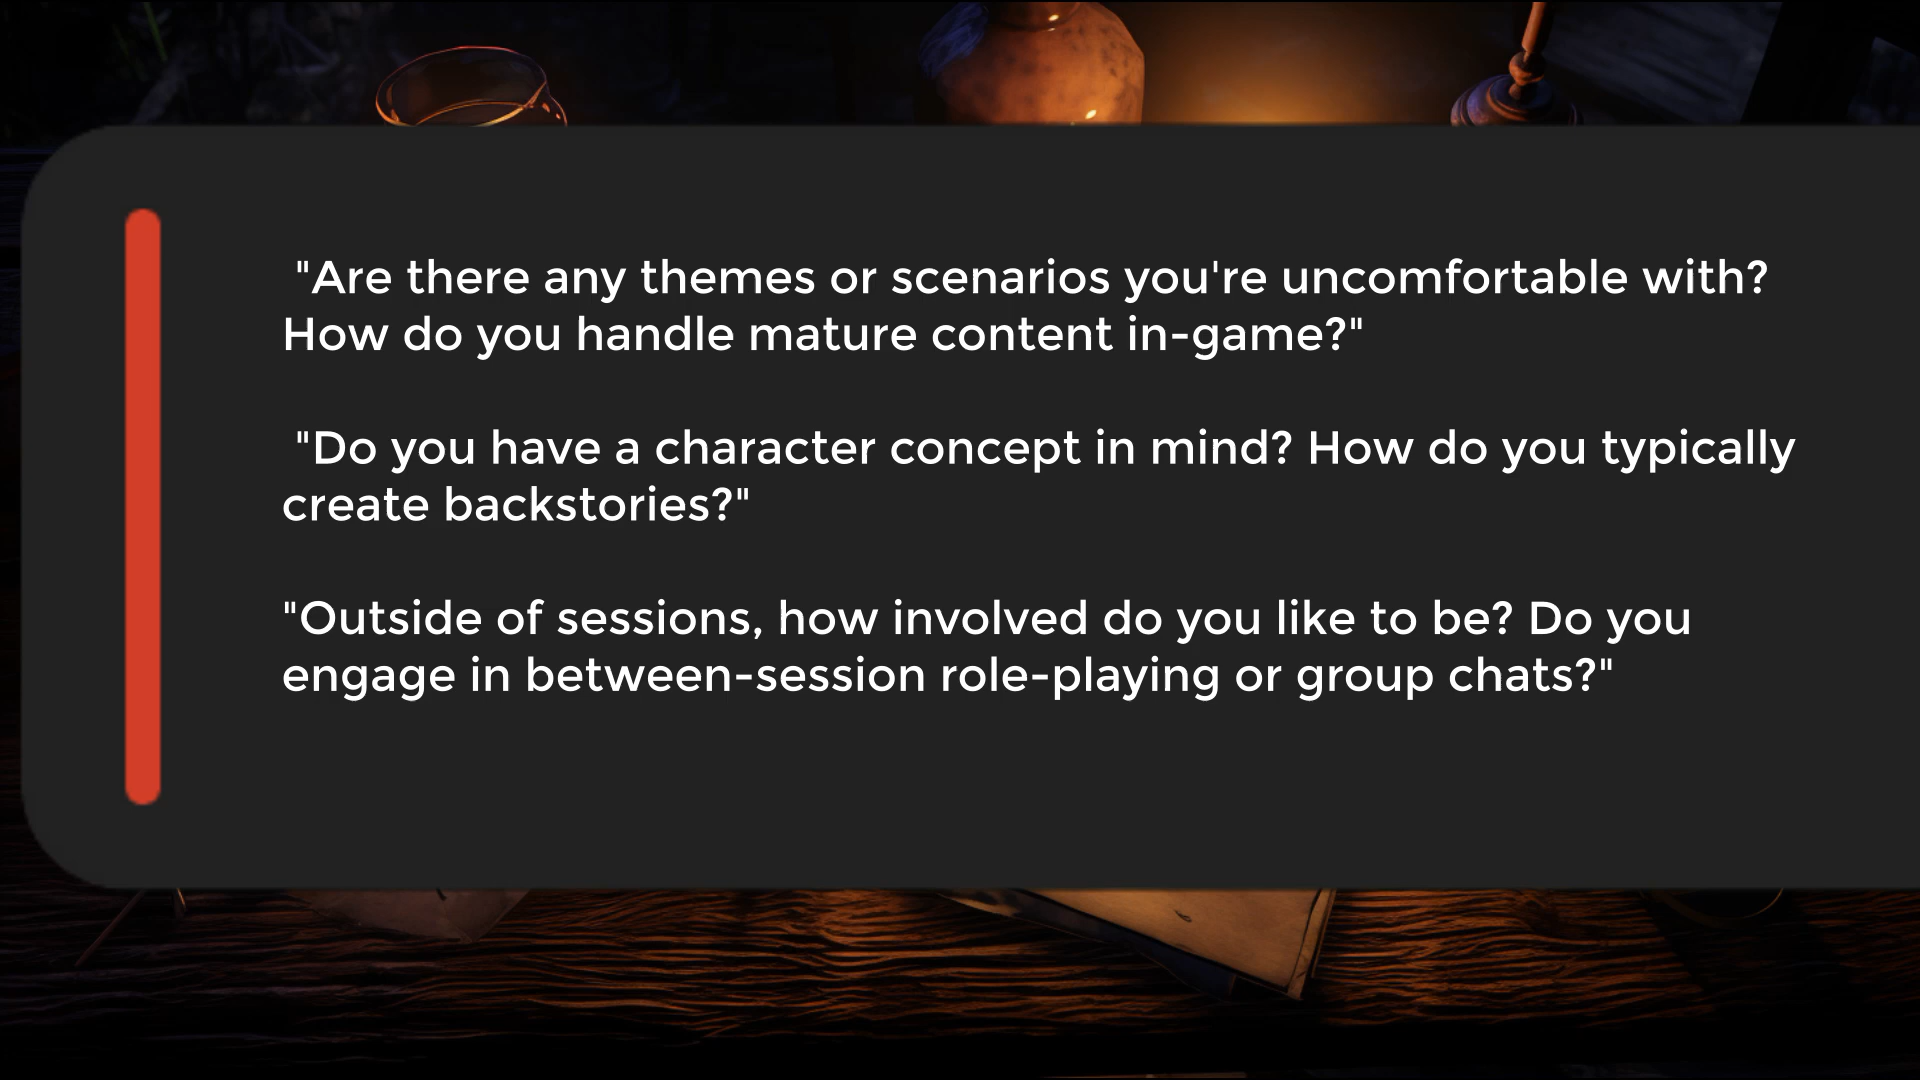 "Are there any themes or scenarios you're uncomfortable with?
How do you handle mature content in-game?"
"Do you have a character concept in mind? How do you typically
create backstories?"
"Outside of sessions, how involved do you like to be? Do you
engage in between-session role-playing or group chats?"